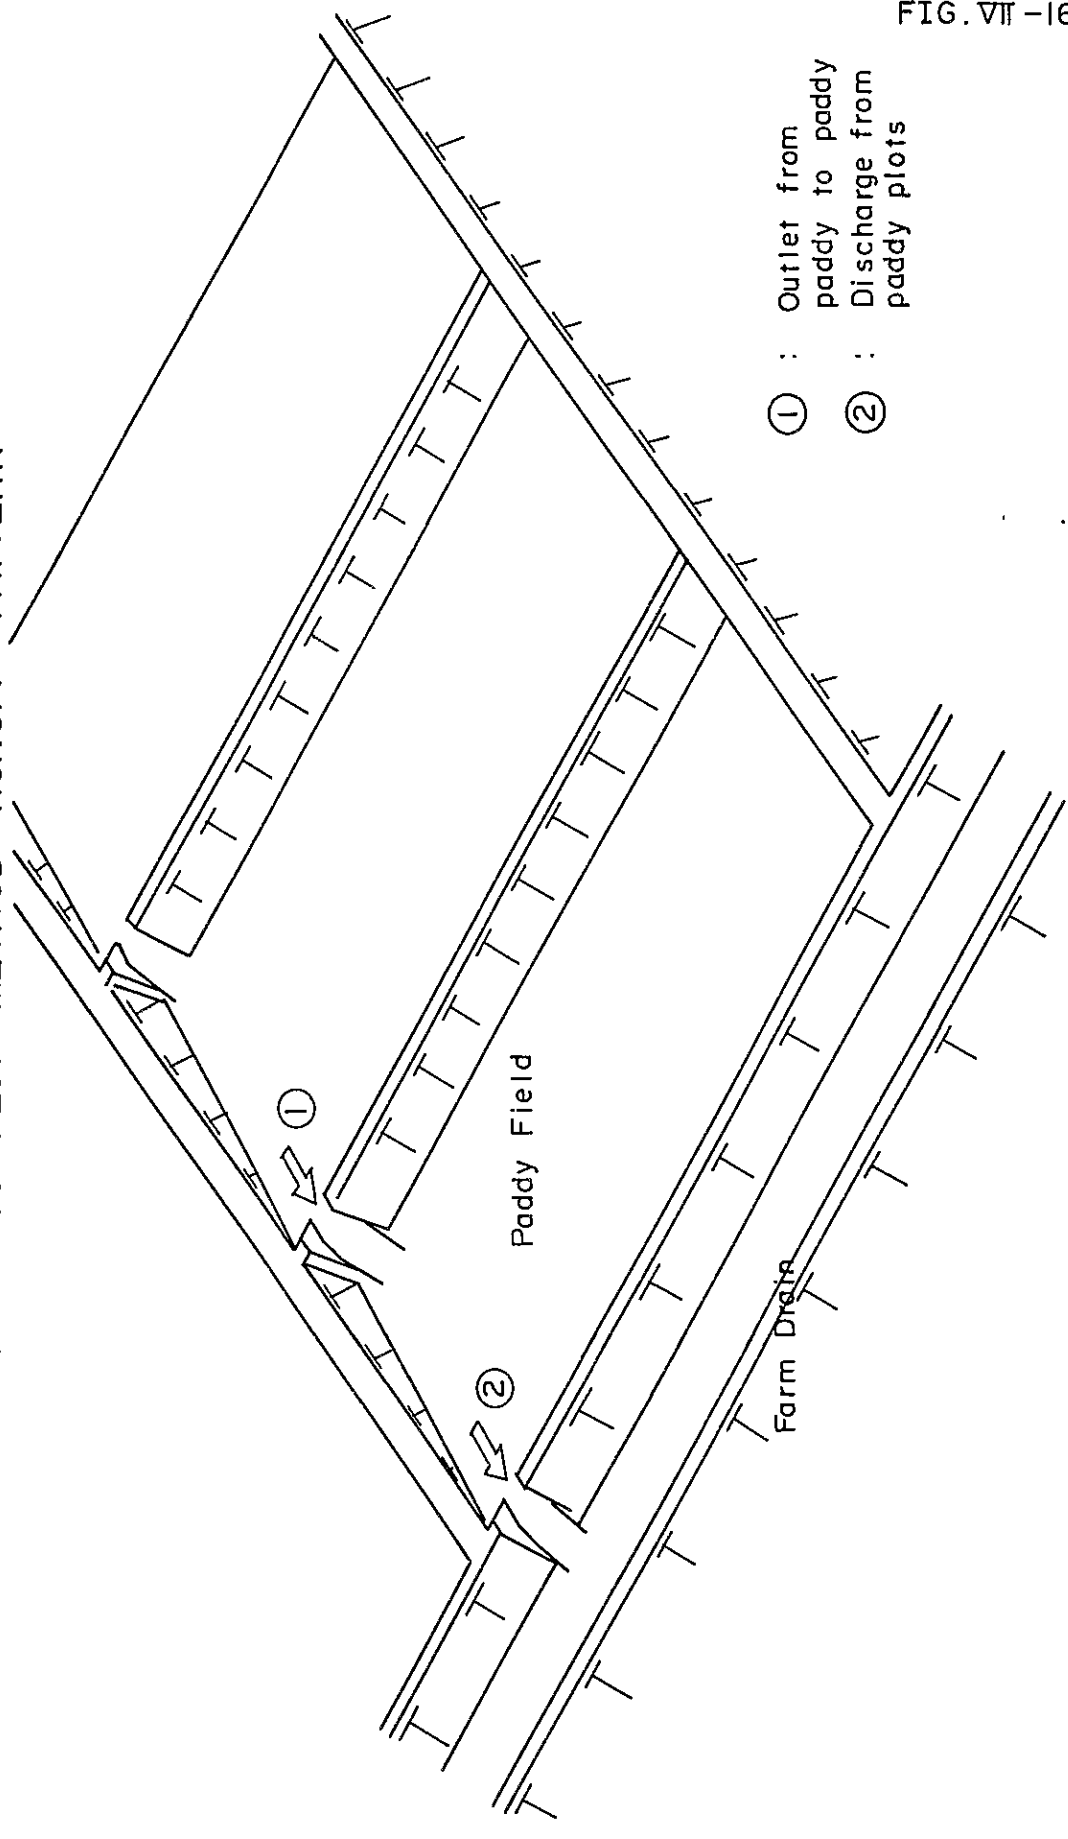 FIG. VII-16
① : Outlet from
paddy to paddy
② : Discharge from
paddy plots
①
Paddy Field
②
Farm Drain